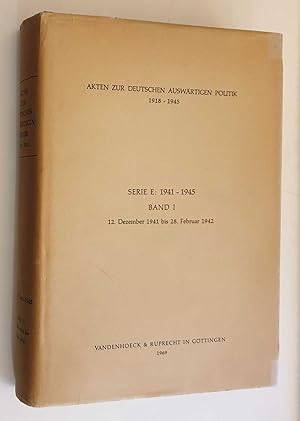 AKTEN ZUR DEUTSCHEN AUSWÄRTIGEN POLITIK
1918 - 1945
SERIE E: 1941 - 1945
BAND I
12. Dezember 1941 bis 28. Februar 1942
VANDENHOECK & RUPRECHT IN GÖTTINGEN
1969